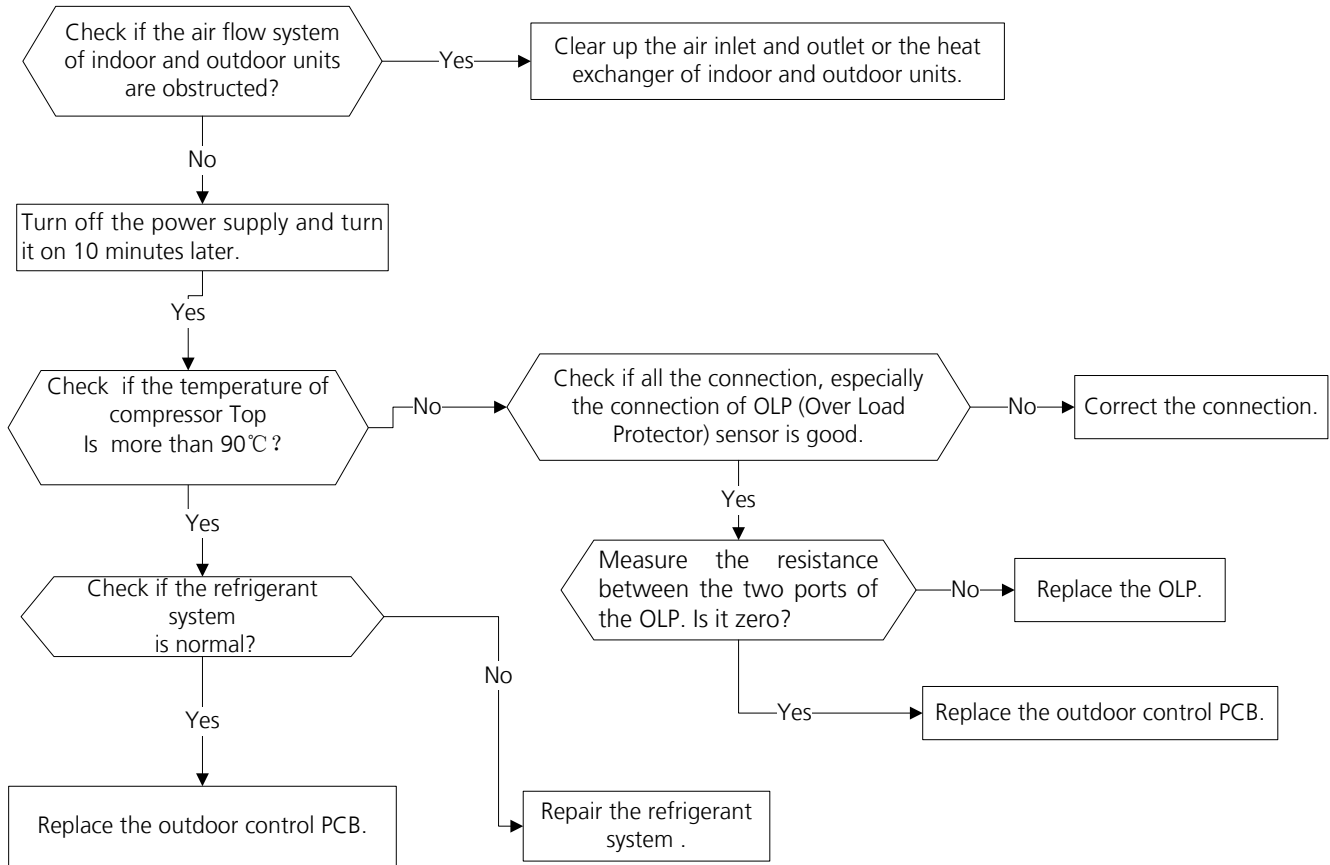 Check if the air flow system
of indoor and outdoor units
are obstructed?
Yes
Clear up the air inlet and outlet or the heat
exchanger of indoor and outdoor units.
No
Turn off the power supply and turn
it on 10 minutes later.
Yes
Check if the temperature of
compressor Top
Is more than 90℃?
No
Check if all the connection, especially
the connection of OLP (Over Load
Protector) sensor is good.
No
Correct the connection.
Yes
Yes
Measure the resistance
between the two ports of
the OLP. Is it zero?
No
Replace the OLP.
Check if the refrigerant
system
is normal?
No
Yes
Yes
Replace the outdoor control PCB.
Replace the outdoor control PCB.
Repair the refrigerant
system .